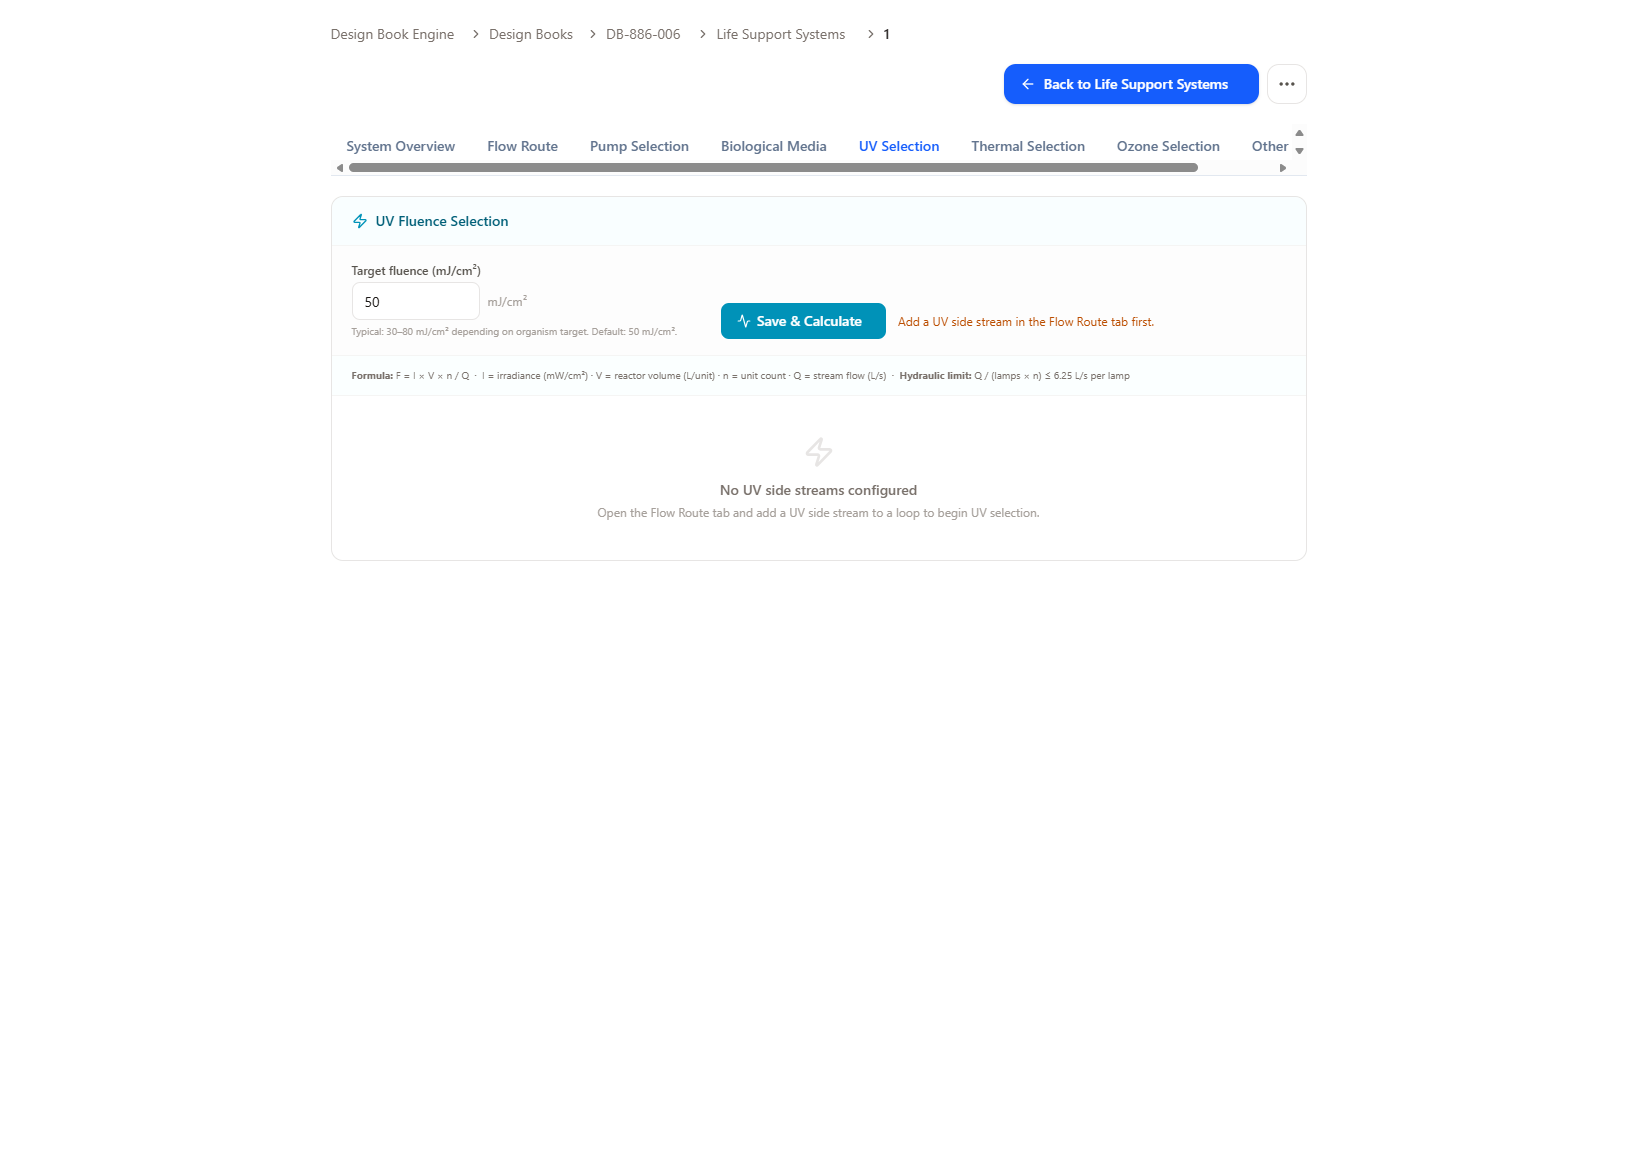 Design Book Engine > Design Books > DB-886-006 > Life Support Systems > 1
← Back to Life Support Systems
System Overview Flow Route Pump Selection Biological Media UV Selection Thermal Selection Ozone Selection Other
UV Fluence Selection
Target fluence (mJ/cm²)
50 mJ/cm²
Typical: 30–80 mJ/cm² depending on organism target. Default: 50 mJ/cm².
Save & Calculate
Add a UV side stream in the Flow Route tab first.
Formula: F = I × V × n / Q · I = irradiance (mW/cm²) · V = reactor volume (L/unit) · n = unit count · Q = stream flow (L/s) · Hydraulic limit: Q / (lamps × n) ≤ 6.25 L/s per lamp
No UV side streams configured
Open the Flow Route tab and add a UV side stream to a loop to begin UV selection.